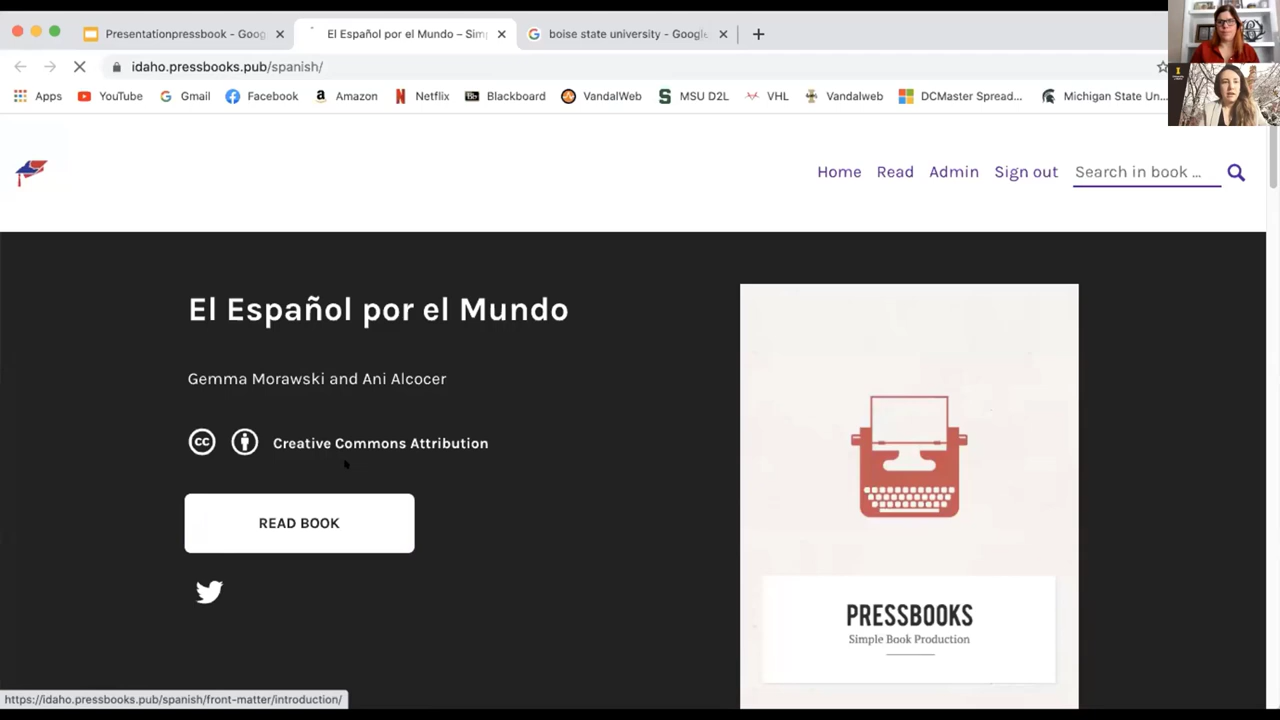 Presentationpressbook - Goog
El Español por el Mundo – Sim
boise state university - Google
idaho.pressbooks.pub/spanish/
Apps
YouTube
Gmail
Facebook
Amazon
Netflix
Blackboard
VandalWeb
MSU D2L
VHL
Vandalweb
DCMaster Spread...
Michigan State Un...
Home
Read
Admin
Sign out
Search in book ...
El Español por el Mundo
Gemma Morawski and Ani Alcocer
Creative Commons Attribution
READ BOOK
PRESSBOOKS
Simple Book Production
https://idaho.pressbooks.pub/spanish/front-matter/introduction/